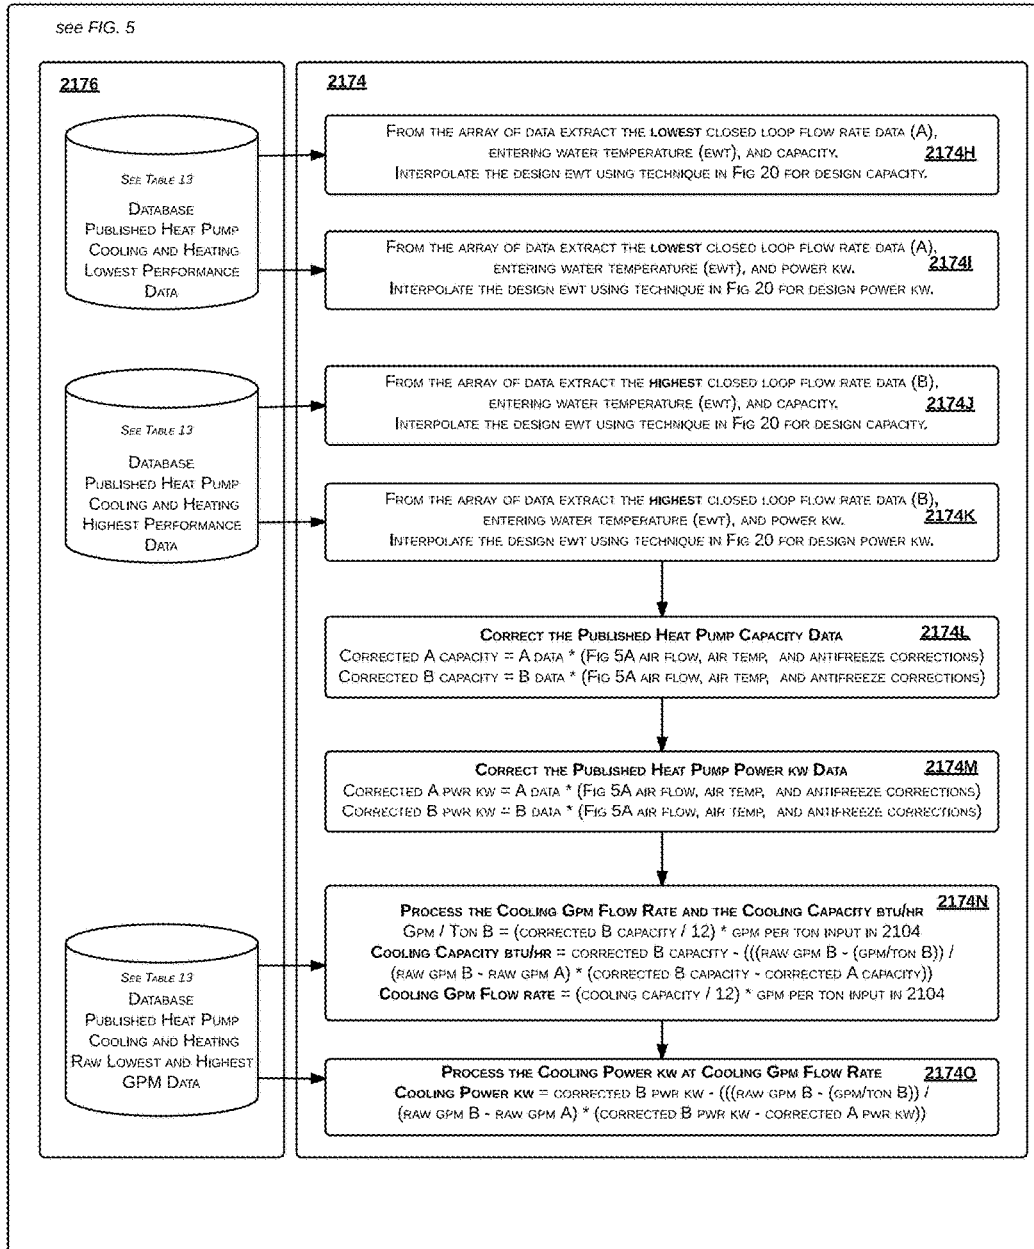 see FIG. 5
2176
See Table 13
Database
Published Heat Pump
Cooling and Heating
Lowest Performance
Data
See Table 13
Database
Published Heat Pump
Cooling and Heating
Highest Performance
Data
See Table 13
Database
Published Heat Pump
Cooling and Heating
Raw Lowest and Highest
GPM Data
2174
From the array of data extract the lowest closed loop flow rate data (A),
entering water temperature (ewt), and capacity.
2174H
Interpolate the design ewt using technique in Fig 20 for design capacity.
From the array of data extract the lowest closed loop flow rate data (A),
entering water temperature (ewt), and power kw.
2174I
Interpolate the design ewt using technique in Fig 20 for design power kw.
From the array of data extract the highest closed loop flow rate data (B),
entering water temperature (ewt), and capacity.
2174J
Interpolate the design ewt using technique in Fig 20 for design capacity.
From the array of data extract the highest closed loop flow rate data (B),
entering water temperature (ewt), and power kw.
2174K
Interpolate the design ewt using technique in Fig 20 for design power kw.
Correct the Published Heat Pump Capacity Data
2174L
Corrected A capacity = A data * (Fig 5A air flow, air temp, and antifreeze corrections)
Corrected B capacity = B data * (Fig 5A air flow, air temp, and antifreeze corrections)
Correct the Published Heat Pump Power kw Data
2174M
Corrected A pwr kw = A data * (Fig 5A air flow, air temp, and antifreeze corrections)
Corrected B pwr kw = B data * (Fig 5A air flow, air temp, and antifreeze corrections)
2174N
Process the Cooling Gpm Flow Rate and the Cooling Capacity btu/hr
Gpm / Ton B = (corrected B capacity / 12) * gpm per ton input in 2104
Cooling Capacity btu/hr = corrected B capacity - (((raw gpm B - (gpm/ton B)) /
(raw gpm B - raw gpm A) * (corrected B capacity - corrected A capacity))
Cooling Gpm Flow rate = (cooling capacity / 12) * gpm per ton input in 2104
Process the Cooling Power kw at Cooling Gpm Flow Rate
2174O
Cooling Power kw = corrected B pwr kw - (((raw gpm B - (gpm/ton B)) /
(raw gpm B - raw gpm A) * (corrected B pwr kw - corrected A pwr kw))